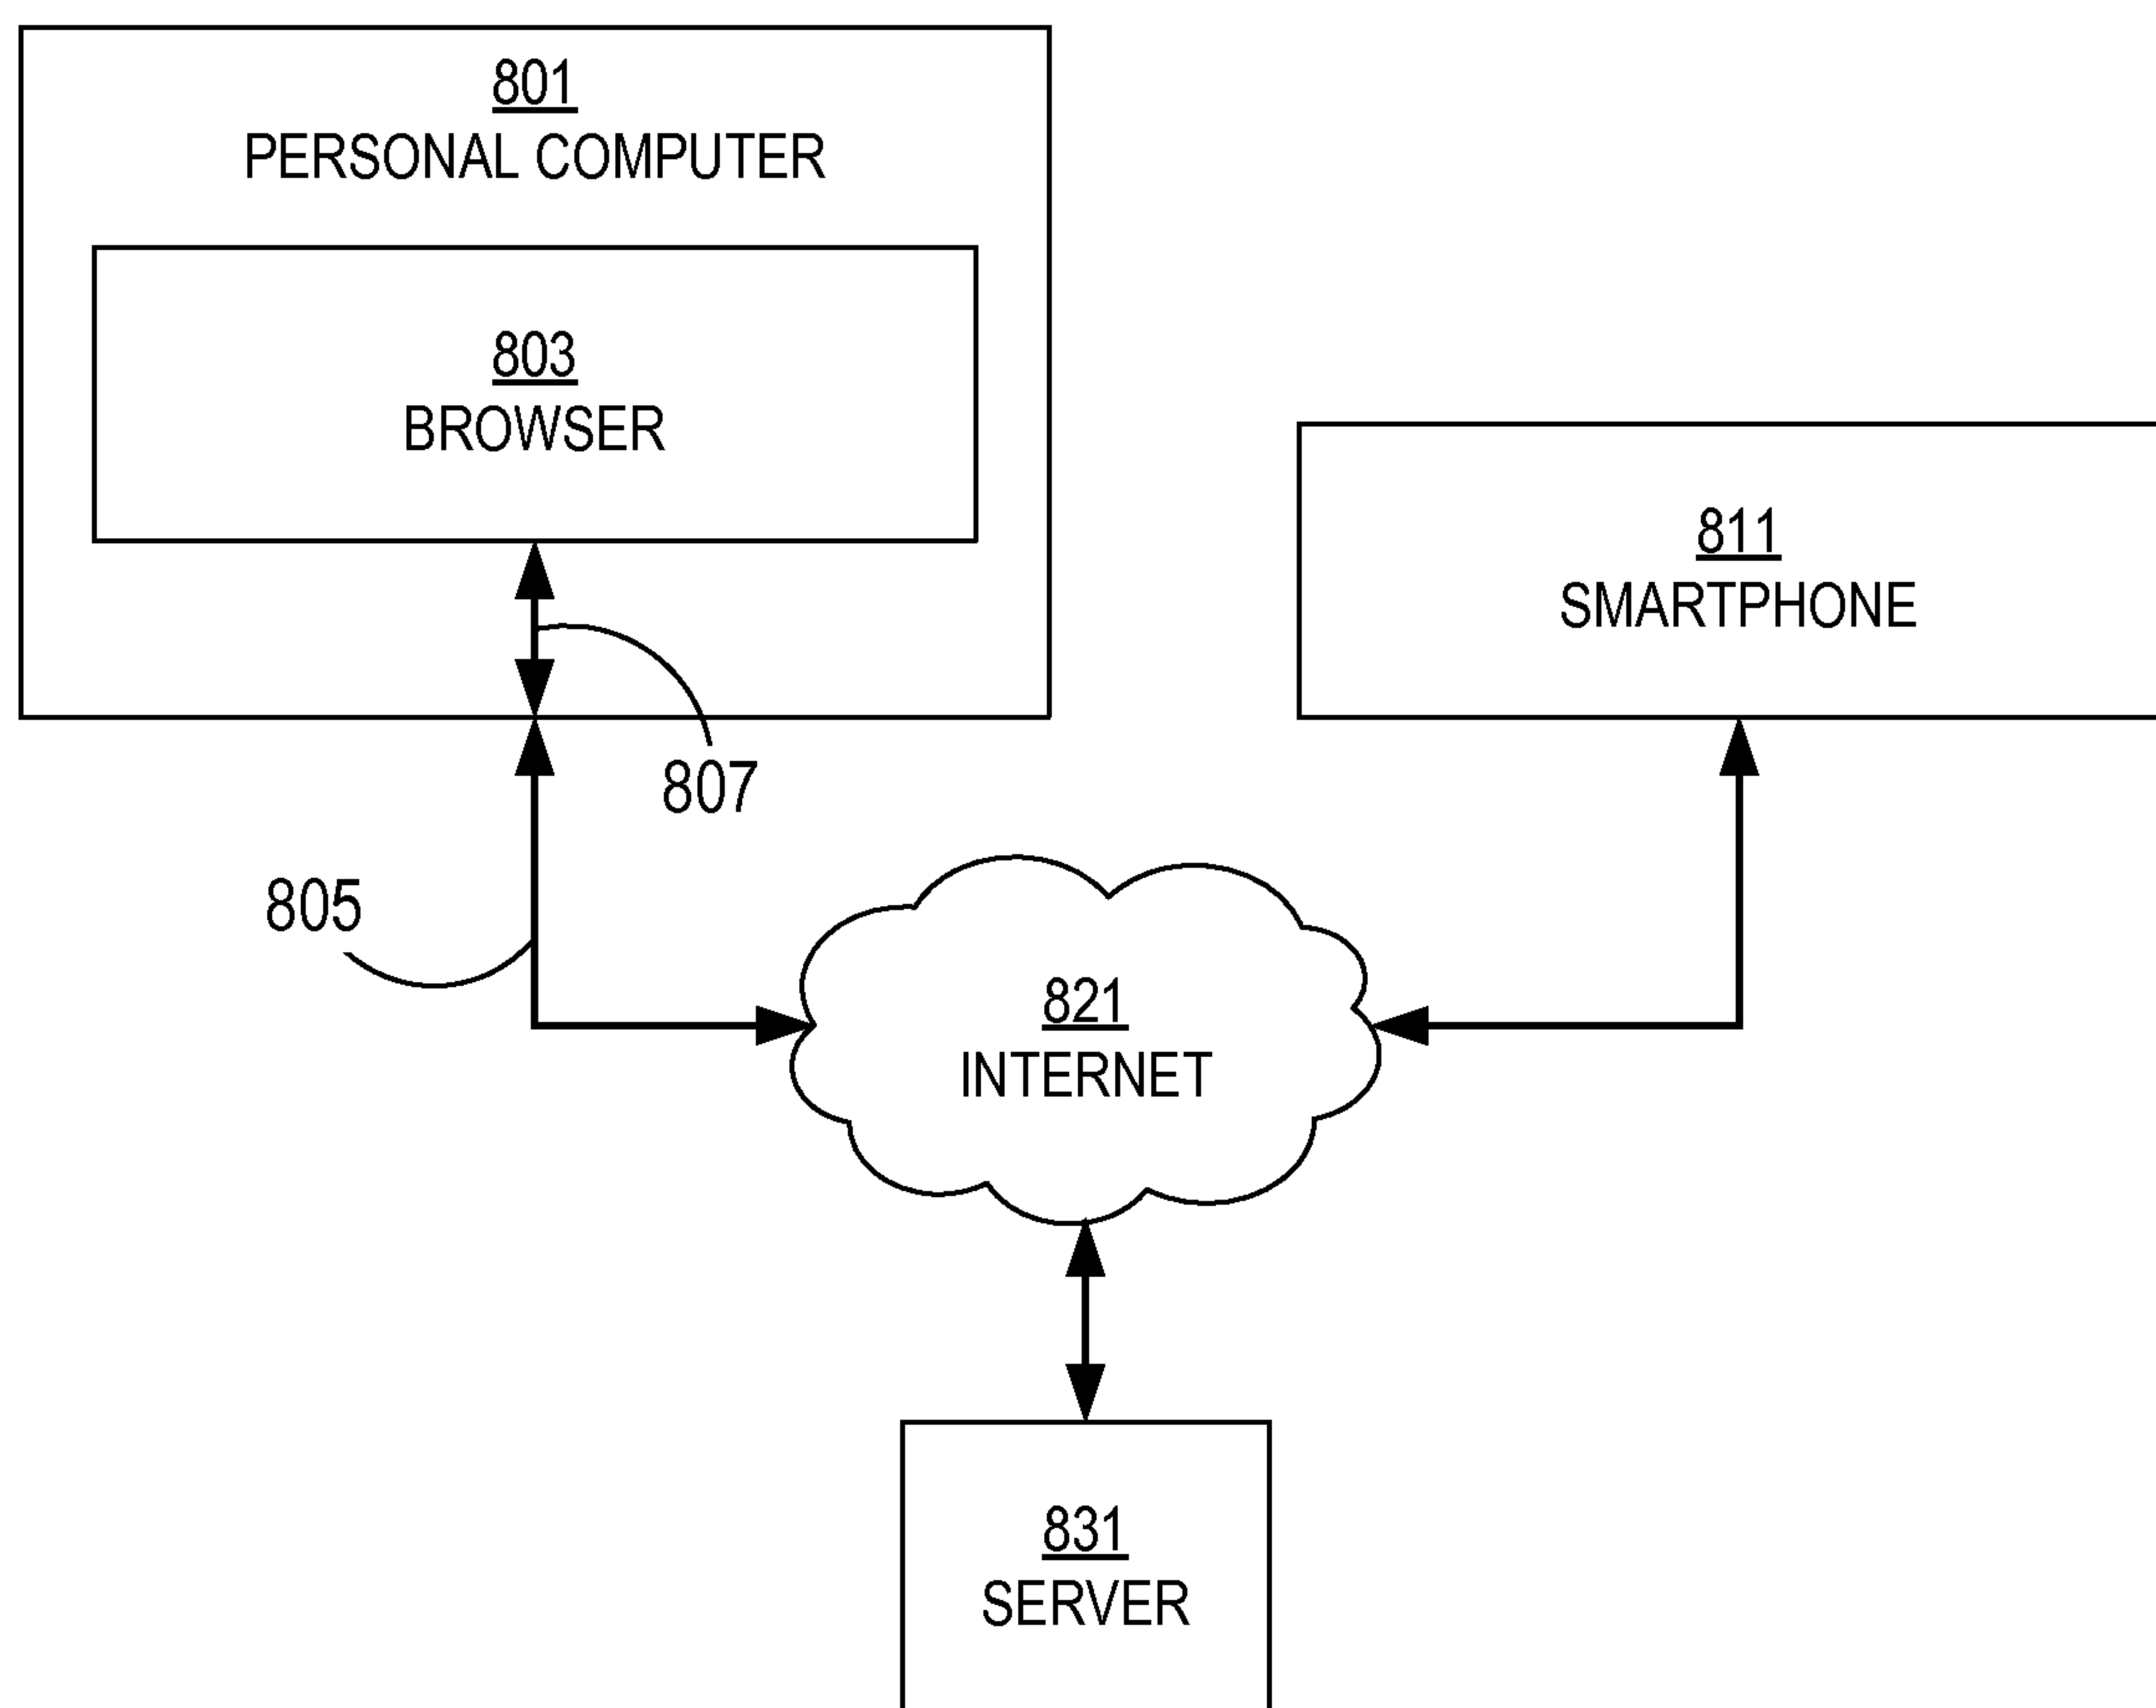 801
PERSONAL COMPUTER
803
BROWSER
811
SMARTPHONE
807
805
821
INTERNET
831
SERVER